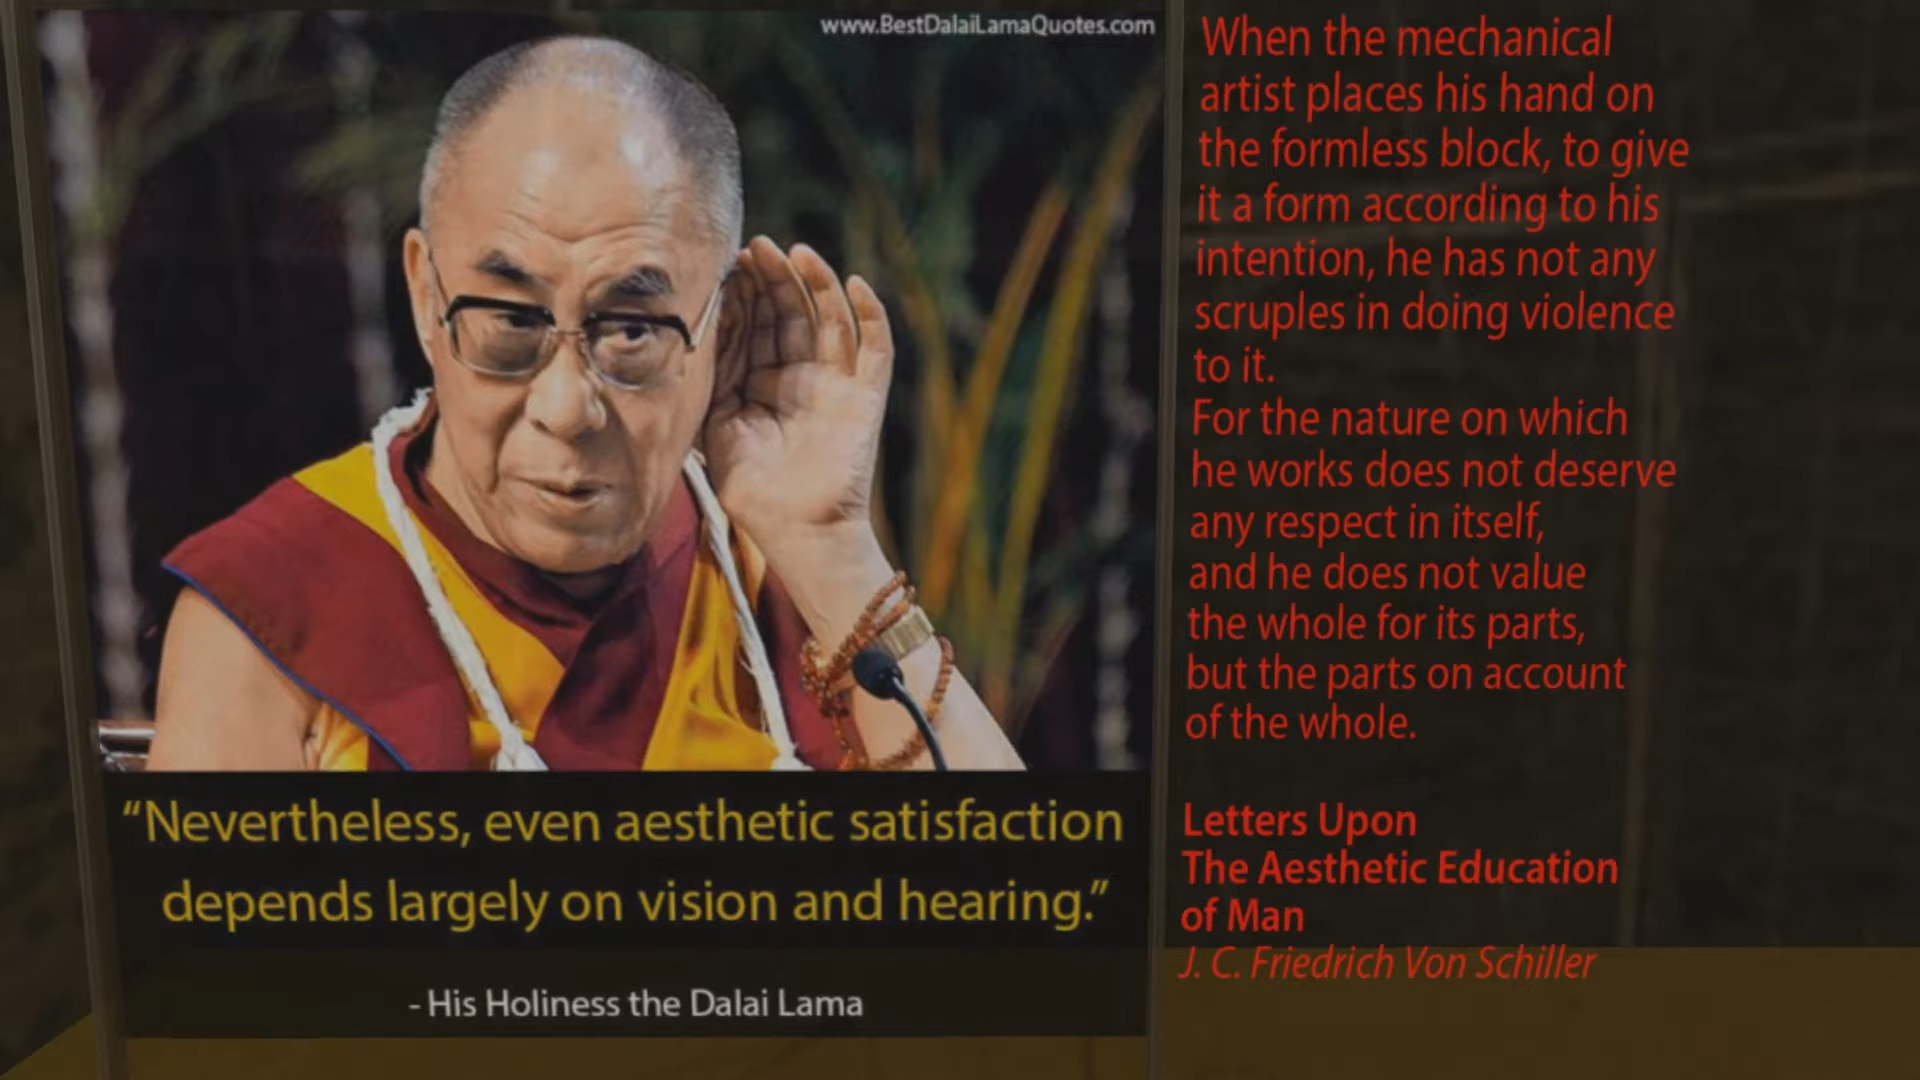 www.BestDalaiLamaQuotes.com
“Nevertheless, even aesthetic satisfaction
depends largely on vision and hearing.”
- His Holiness the Dalai Lama
When the mechanical
artist places his hand on
the formless block, to give
it a form according to his
intention, he has not any
scruples in doing violence
to it.
For the nature on which
he works does not deserve
any respect in itself,
and he does not value
the whole for its parts,
but the parts on account
of the whole.
Letters Upon
The Aesthetic Education
of Man
J. C. Friedrich Von Schiller